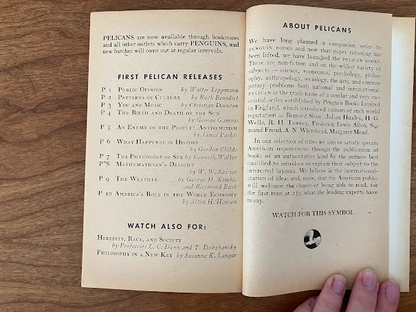 PELICANS are now available through bookstores
and all other outlets which carry PENGUINS, and
new batches will come out at regular intervals.
FIRST PELICAN RELEASES
P 1 Public Opinion by Walter Lippmann
P 2 Patterns of Culture by Ruth Benedict
P 3 You and Music by Christian Darnton
P 4 The Birth and Death of the Sun
by George Gamow
P 5 An Enemy of the People: Antisemitism
by James Parkes
P 6 What Happened in History
by Gordon Childe
P 7 The Physiology of Sex by Kenneth Walker
P 8 Mathematician's Delight
by W. W. Sawyer
P 9 The Weather by George H. Kimble
and Raymond Bush
P 10 America's Role in the World Economy
by Alvin H. Hansen
WATCH ALSO FOR:
Heredity, Race, and Society
by Professors L. C. Dunn and T. Dobzhansky
Philosophy in a New Key by Susanne K. Langer
ABOUT PELICANS
We have long planned a companion series to
PENGUIN BOOKS and now that paper rationing has
been lifted, we have launched the PELICAN BOOKS.
These are non-fiction and on the widest variety of
subjects — science, economics, psychology, philos-
ophy, anthropology, sociology, the arts, and contem-
porary problems both national and international.
PELICAN is the trade name of a similar and very suc-
cessful series established by Penguin Books Limited
in England, which introduced titles of such world
reputation as Bernard Shaw, Julian Huxley, H. G.
Wells, R. H. Tawney, Frederick Lewis Allen, Sig-
mund Freud, A. N. Whitehead, Margaret Mead.
In our selection of titles we aim to satisfy specific
American requirements through the publication of
books of an authoritative kind by authors best
qualified to introduce or explain their subject to the
interested layman. We believe in the international-
ization of ideas and, more, that the American public
will welcome the chance of being able to read, for
the first time at 25¢, what the leading experts have
to say.
WATCH FOR THIS SYMBOL